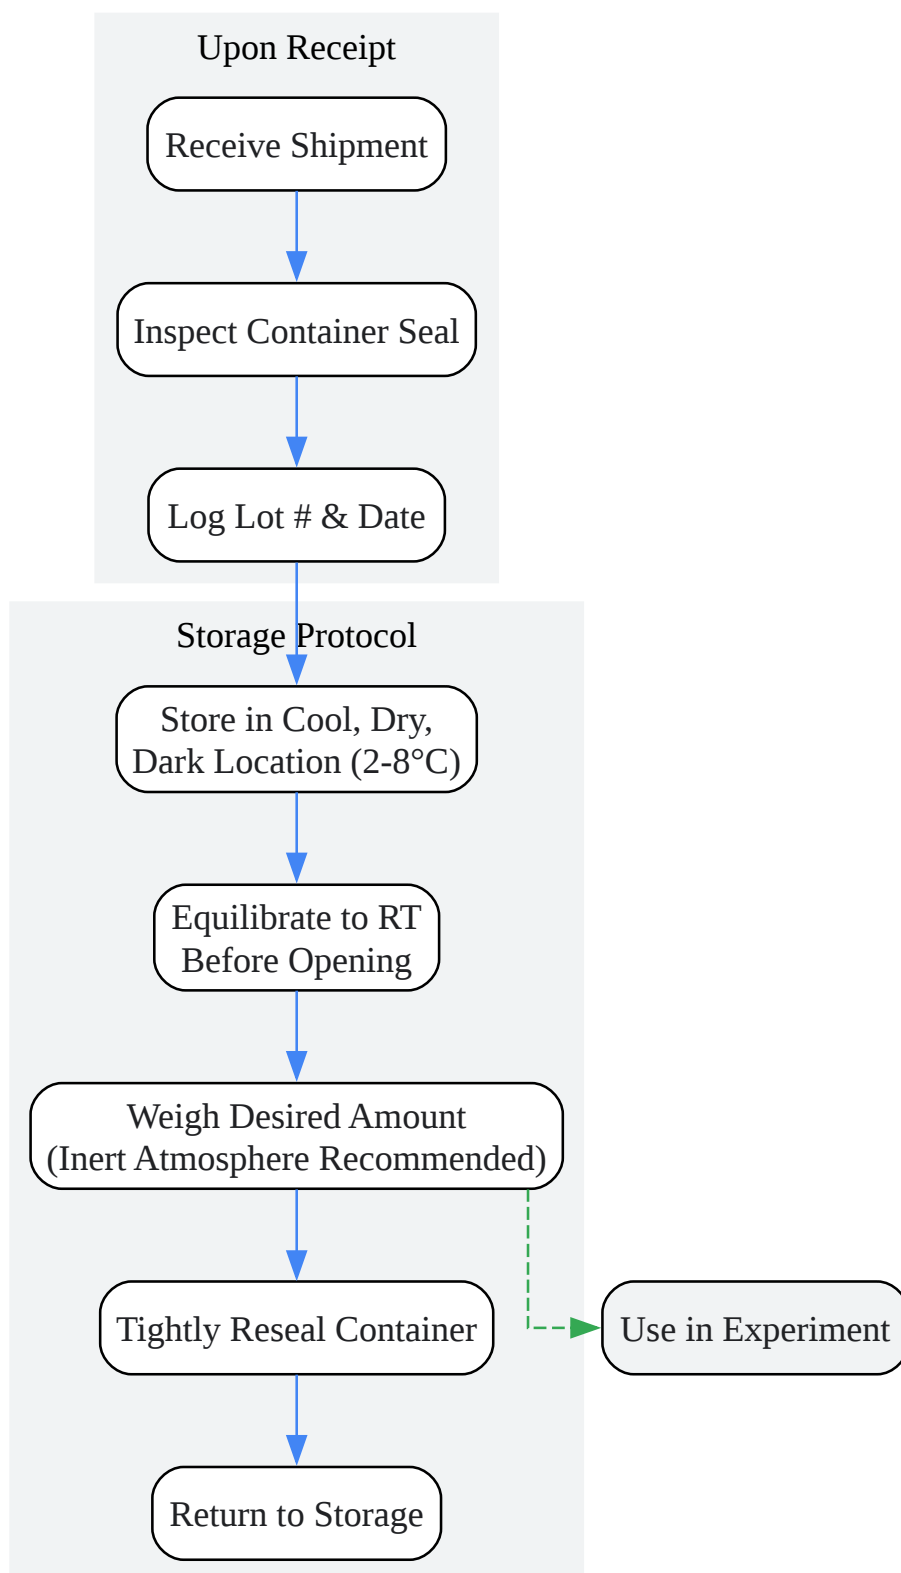 Upon Receipt
Receive Shipment
Inspect Container Seal
Log Lot # & Date
Storage Protocol
Store in Cool, Dry,
Dark Location (2-8°C)
Equilibrate to RT
Before Opening
Weigh Desired Amount
(Inert Atmosphere Recommended)
Tightly Reseal Container
Use in Experiment
Return to Storage